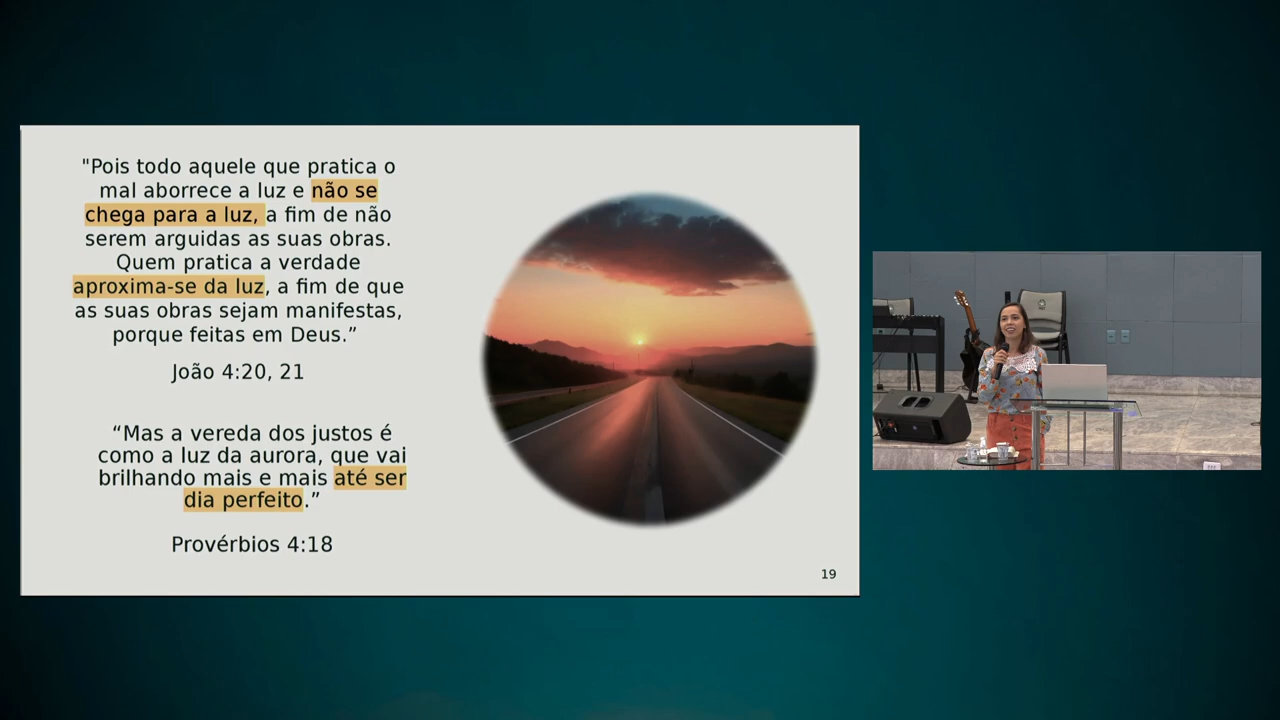 "Pois todo aquele que pratica o
mal aborrece a luz e não se
chega para a luz, a fim de não
serem arguidas as suas obras.
Quem pratica a verdade
aproxima-se da luz, a fim de que
as suas obras sejam manifestas,
porque feitas em Deus.”
João 4:20, 21
“Mas a vereda dos justos é
como a luz da aurora, que vai
brilhando mais e mais até ser
dia perfeito.”
Provérbios 4:18
19